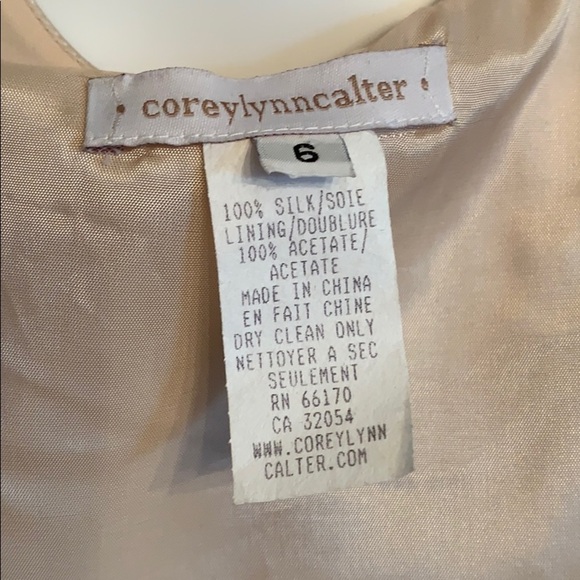 coreylynncalter
6
100% SILK/SOIE
LINING/DOUBLURE
100% ACETATE/
ACETATE
MADE IN CHINA
EN FAIT CHINE
DRY CLEAN ONLY
NETTOYER A SEC
SEULEMENT
RN 66170
CA 32054
WWW.COREYLYNN
CALTER.COM